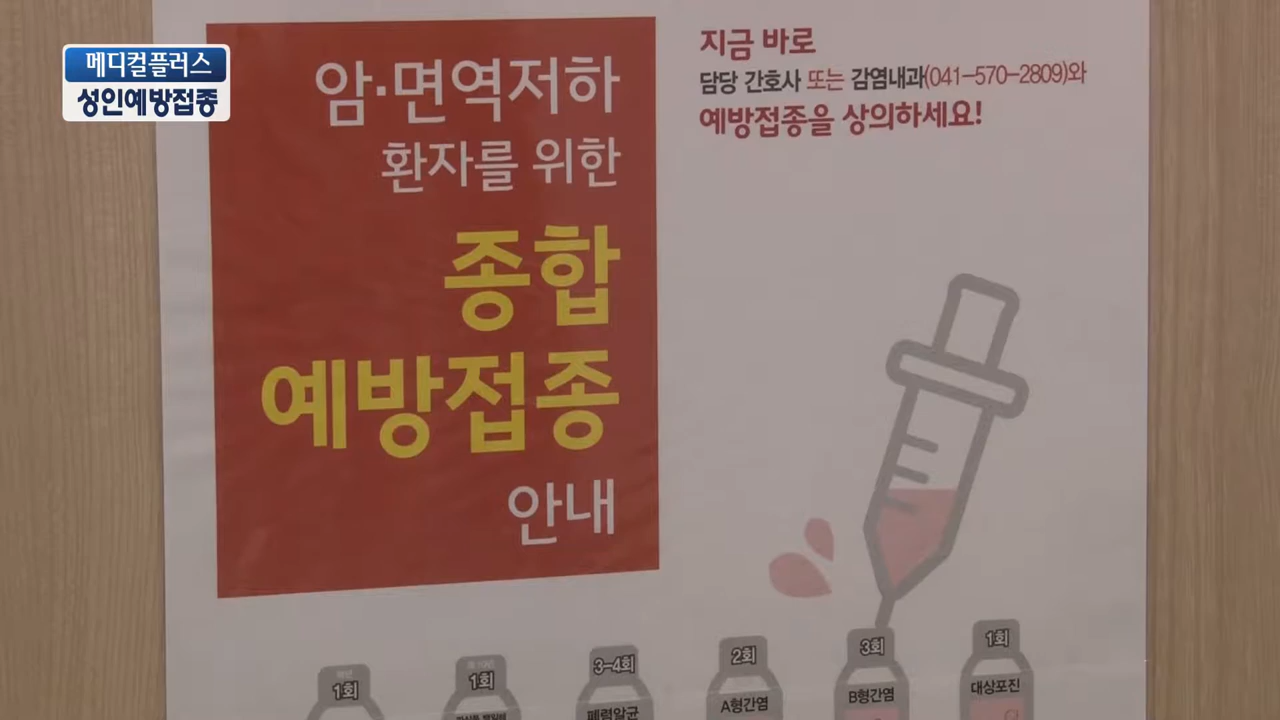 메디컬플러스
성인예방접종
암·면역저하
환자를 위한
종합
예방접종
안내
지금 바로
담당 간호사 또는 감염내과(041-570-2809)와
예방접종을 상의하세요!
1회
1회
3-4회
폐렴알균
2회
A형간염
3회
B형간염
1회
대상포진